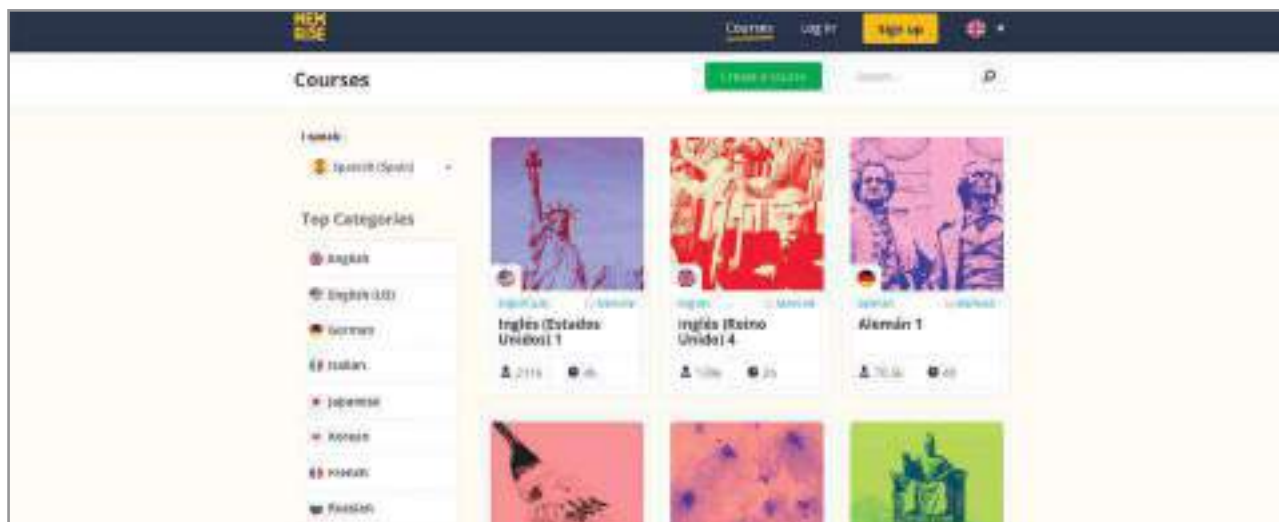 MEM
RISE
Courses Log in Sign up
Courses
Create a course
Search
I speak
Spanish (Spain)
Top Categories
English
English (US)
German
Italian
Japanese
Korean
French
Russian
Inglés (Estados
Unidos) 1
Inglés (Reino
Unido) 4
Alemán 1